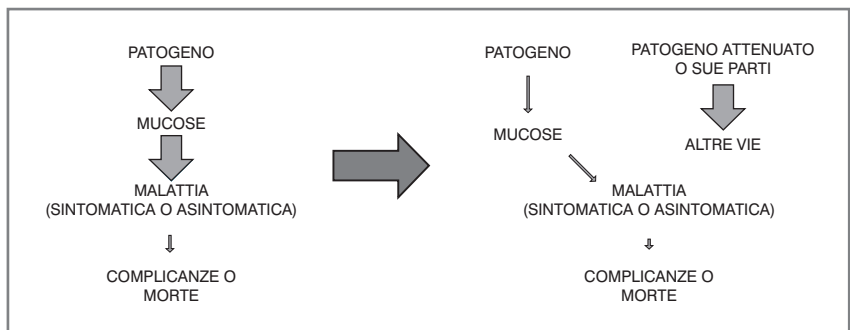 PATOGENO
MUCOSE
MALATTIA
(SINTOMATICA O ASINTOMATICA)
COMPLICANZE O
MORTE
PATOGENO
MUCOSE
PATOGENO ATTENUATO
O SUE PARTI
ALTRE VIE
MALATTIA
(SINTOMATICA O ASINTOMATICA)
COMPLICANZE O
MORTE